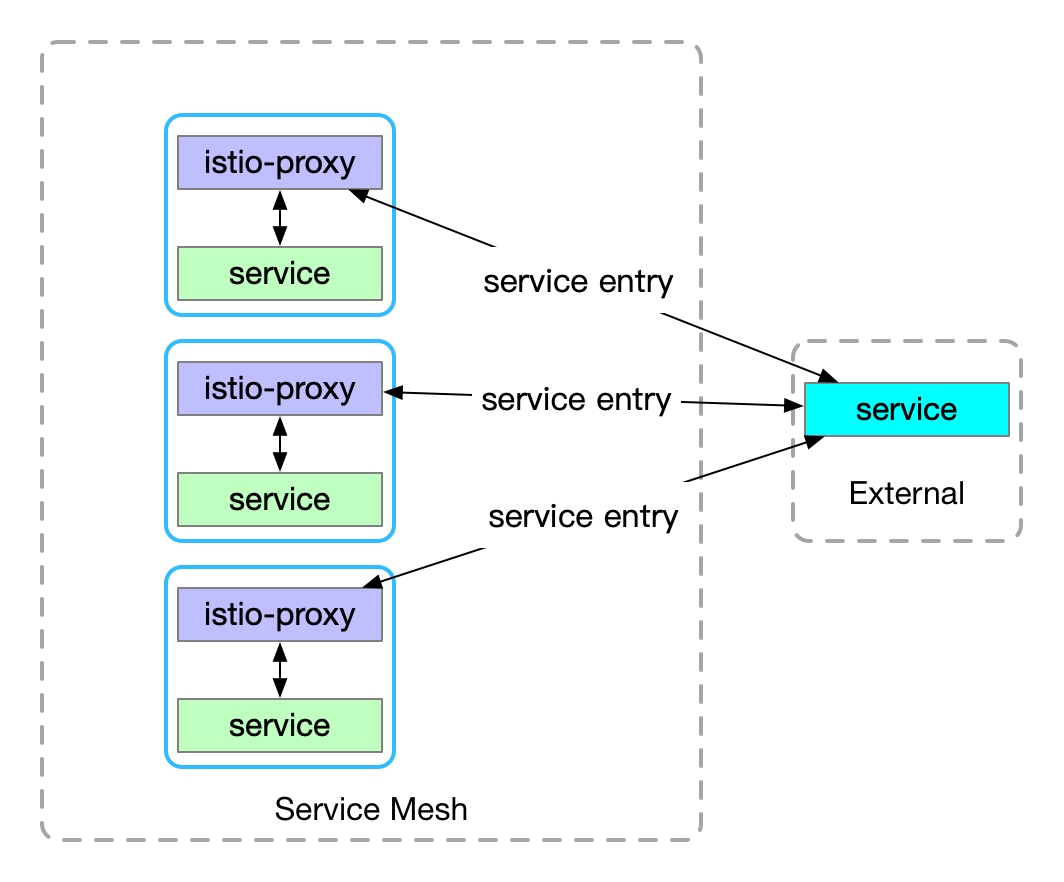 istio-proxy
service
service entry
istio-proxy
service entry
service
service
External
service entry
istio-proxy
service
Service Mesh